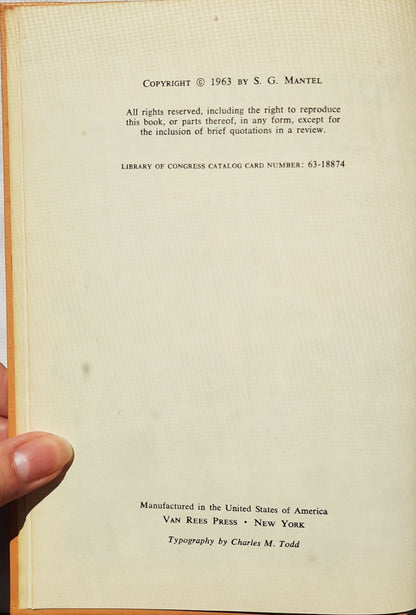 COPYRIGHT © 1963 BY S. G. MANTEL
All rights reserved, including the right to reproduce
this book, or parts thereof, in any form, except for
the inclusion of brief quotations in a review.
LIBRARY OF CONGRESS CATALOG CARD NUMBER: 63-18874
Manufactured in the United States of America
VAN REES PRESS • NEW YORK
Typography by Charles M. Todd